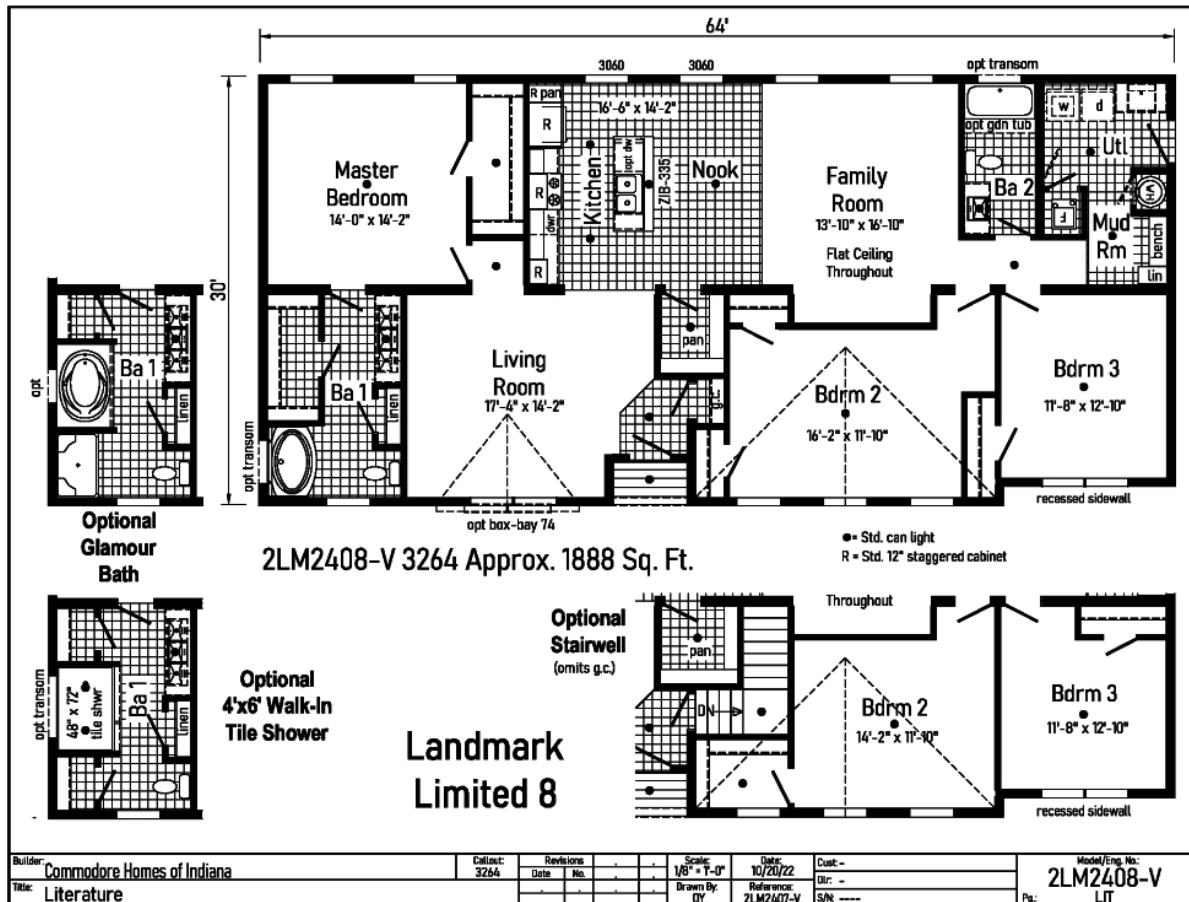 64'
3060
3060
opt transom
30'
R pan
R
16'-6" x 14'-2"
Kitchen
opt dw
ZIB-335
Nook
R
dwr
R
Master
Bedroom
14'-0" x 14'-2"
Family
Room
13'-10" x 16'-10"
Flat Ceiling
Throughout
opt gdn tub
Ba 2
w
d
Utl
WH
F
Mud
Rm
bench
lin
opt
Ba 1
linen
Optional
Glamour
Bath
opt transom
Ba 1
linen
Living
Room
17'-4" x 14'-2"
opt box-bay 74
pan
g.c.
Bdrm 2
16'-2" x 11'-10"
Bdrm 3
11'-8" x 12'-10"
recessed sidewall
2LM2408-V 3264 Approx. 1888 Sq. Ft.
●= Std. can light
R = Std. 12" staggered cabinet
opt transom
48" x 72"
tile shwr
Ba 1
linen
Optional
4'x6' Walk-In
Tile Shower
Landmark
Limited 8
Optional
Stairwell
(omits g.c.)
pan
DN
Throughout
Bdrm 2
14'-2" x 11'-10"
Bdrm 3
11'-8" x 12'-10"
recessed sidewall
Builder: Commodore Homes of Indiana
Title: Literature
Callout:
3264
Revisions
Date No.
Scale:
1/8" = 1'-0"
Drawn By:
DY
Date:
10/20/22
Reference:
2LM2407-V
Cust: -
Dlr: -
S/N: ----
Model/Eng. No.:
2LM2408-V
Pg.: LIT